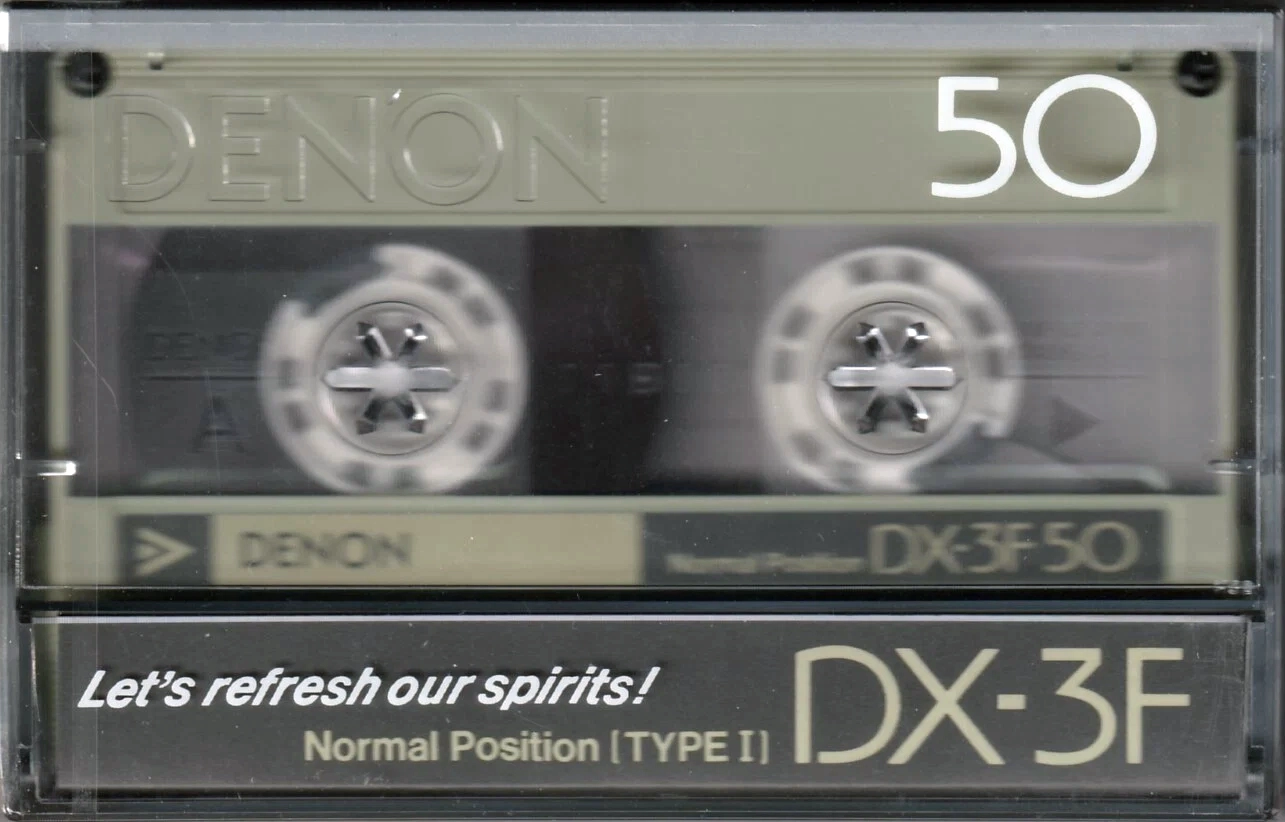 DENON
50
A
DENON
Normal Position DX-3F 50
Let's refresh our spirits!
Normal Position [TYPE I]
DX-3F